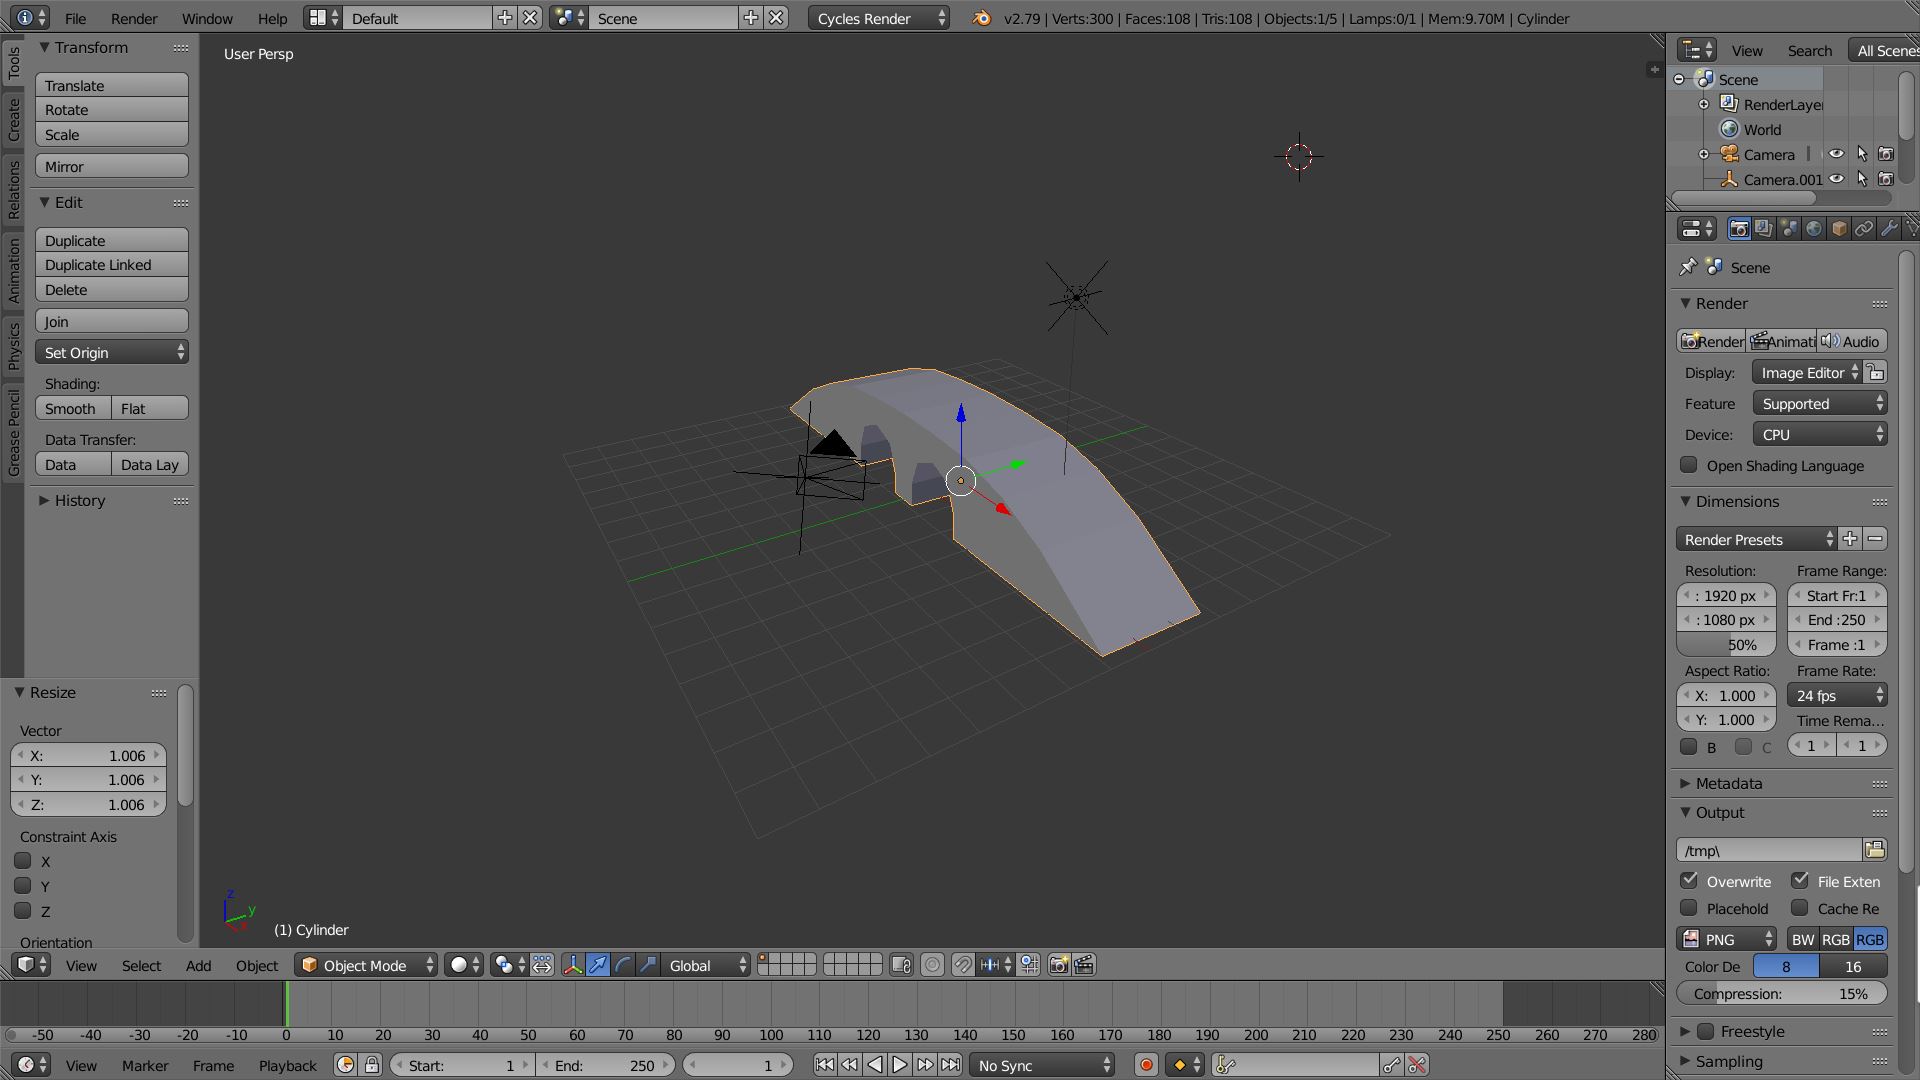 File Render Window Help Default Scene Cycles Render v2.79 | Verts:300 | Faces:108 | Tris:108 | Objects:1/5 | Lamps:0/1 | Mem:9.70M | Cylinder
Tools
Create
Relations
Animation
Physics
Grease Pencil
Transform
Translate
Rotate
Scale
Mirror
Edit
Duplicate
Duplicate Linked
Delete
Join
Set Origin
Shading:
Smooth Flat
Data Transfer:
Data Data Lay
History
Resize
Vector
X: 1.006
Y: 1.006
Z: 1.006
Constraint Axis
X
Y
Z
Orientation
User Persp
z
y
x
(1) Cylinder
View Search All Scenes
Scene
RenderLayer
World
Camera
Camera.001
Scene
Render
Render Animati Audio
Display: Image Editor
Feature Supported
Device: CPU
Open Shading Language
Dimensions
Render Presets
Resolution: Frame Range:
: 1920 px Start Fr:1
: 1080 px End :250
50% Frame :1
Aspect Ratio: Frame Rate:
X: 1.000 24 fps
Y: 1.000 Time Rema...
B C 1 1
Metadata
Output
/tmp\
Overwrite File Exten
Placehold Cache Re
PNG BW RGB RGB
Color De 8 16
Compression: 15%
Freestyle
Sampling
View Select Add Object Object Mode Global
-50 -40 -30 -20 -10 0 10 20 30 40 50 60 70 80 90 100 110 120 130 140 150 160 170 180 190 200 210 220 230 240 250 260 270 280
View Marker Frame Playback Start: 1 End: 250 1 No Sync